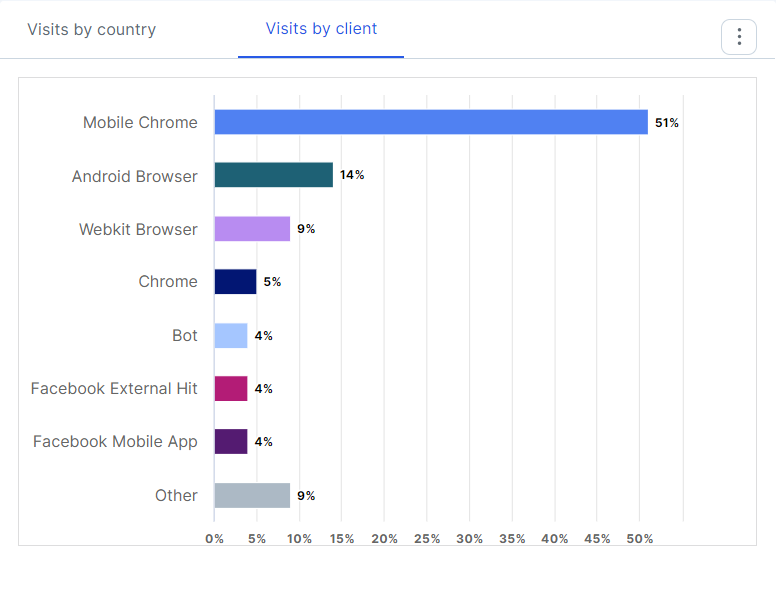 Visits by country
Visits by client
Mobile Chrome 51%
Android Browser 14%
Webkit Browser 9%
Chrome 5%
Bot 4%
Facebook External Hit 4%
Facebook Mobile App 4%
Other 9%
0% 5% 10% 15% 20% 25% 30% 35% 40% 45% 50%